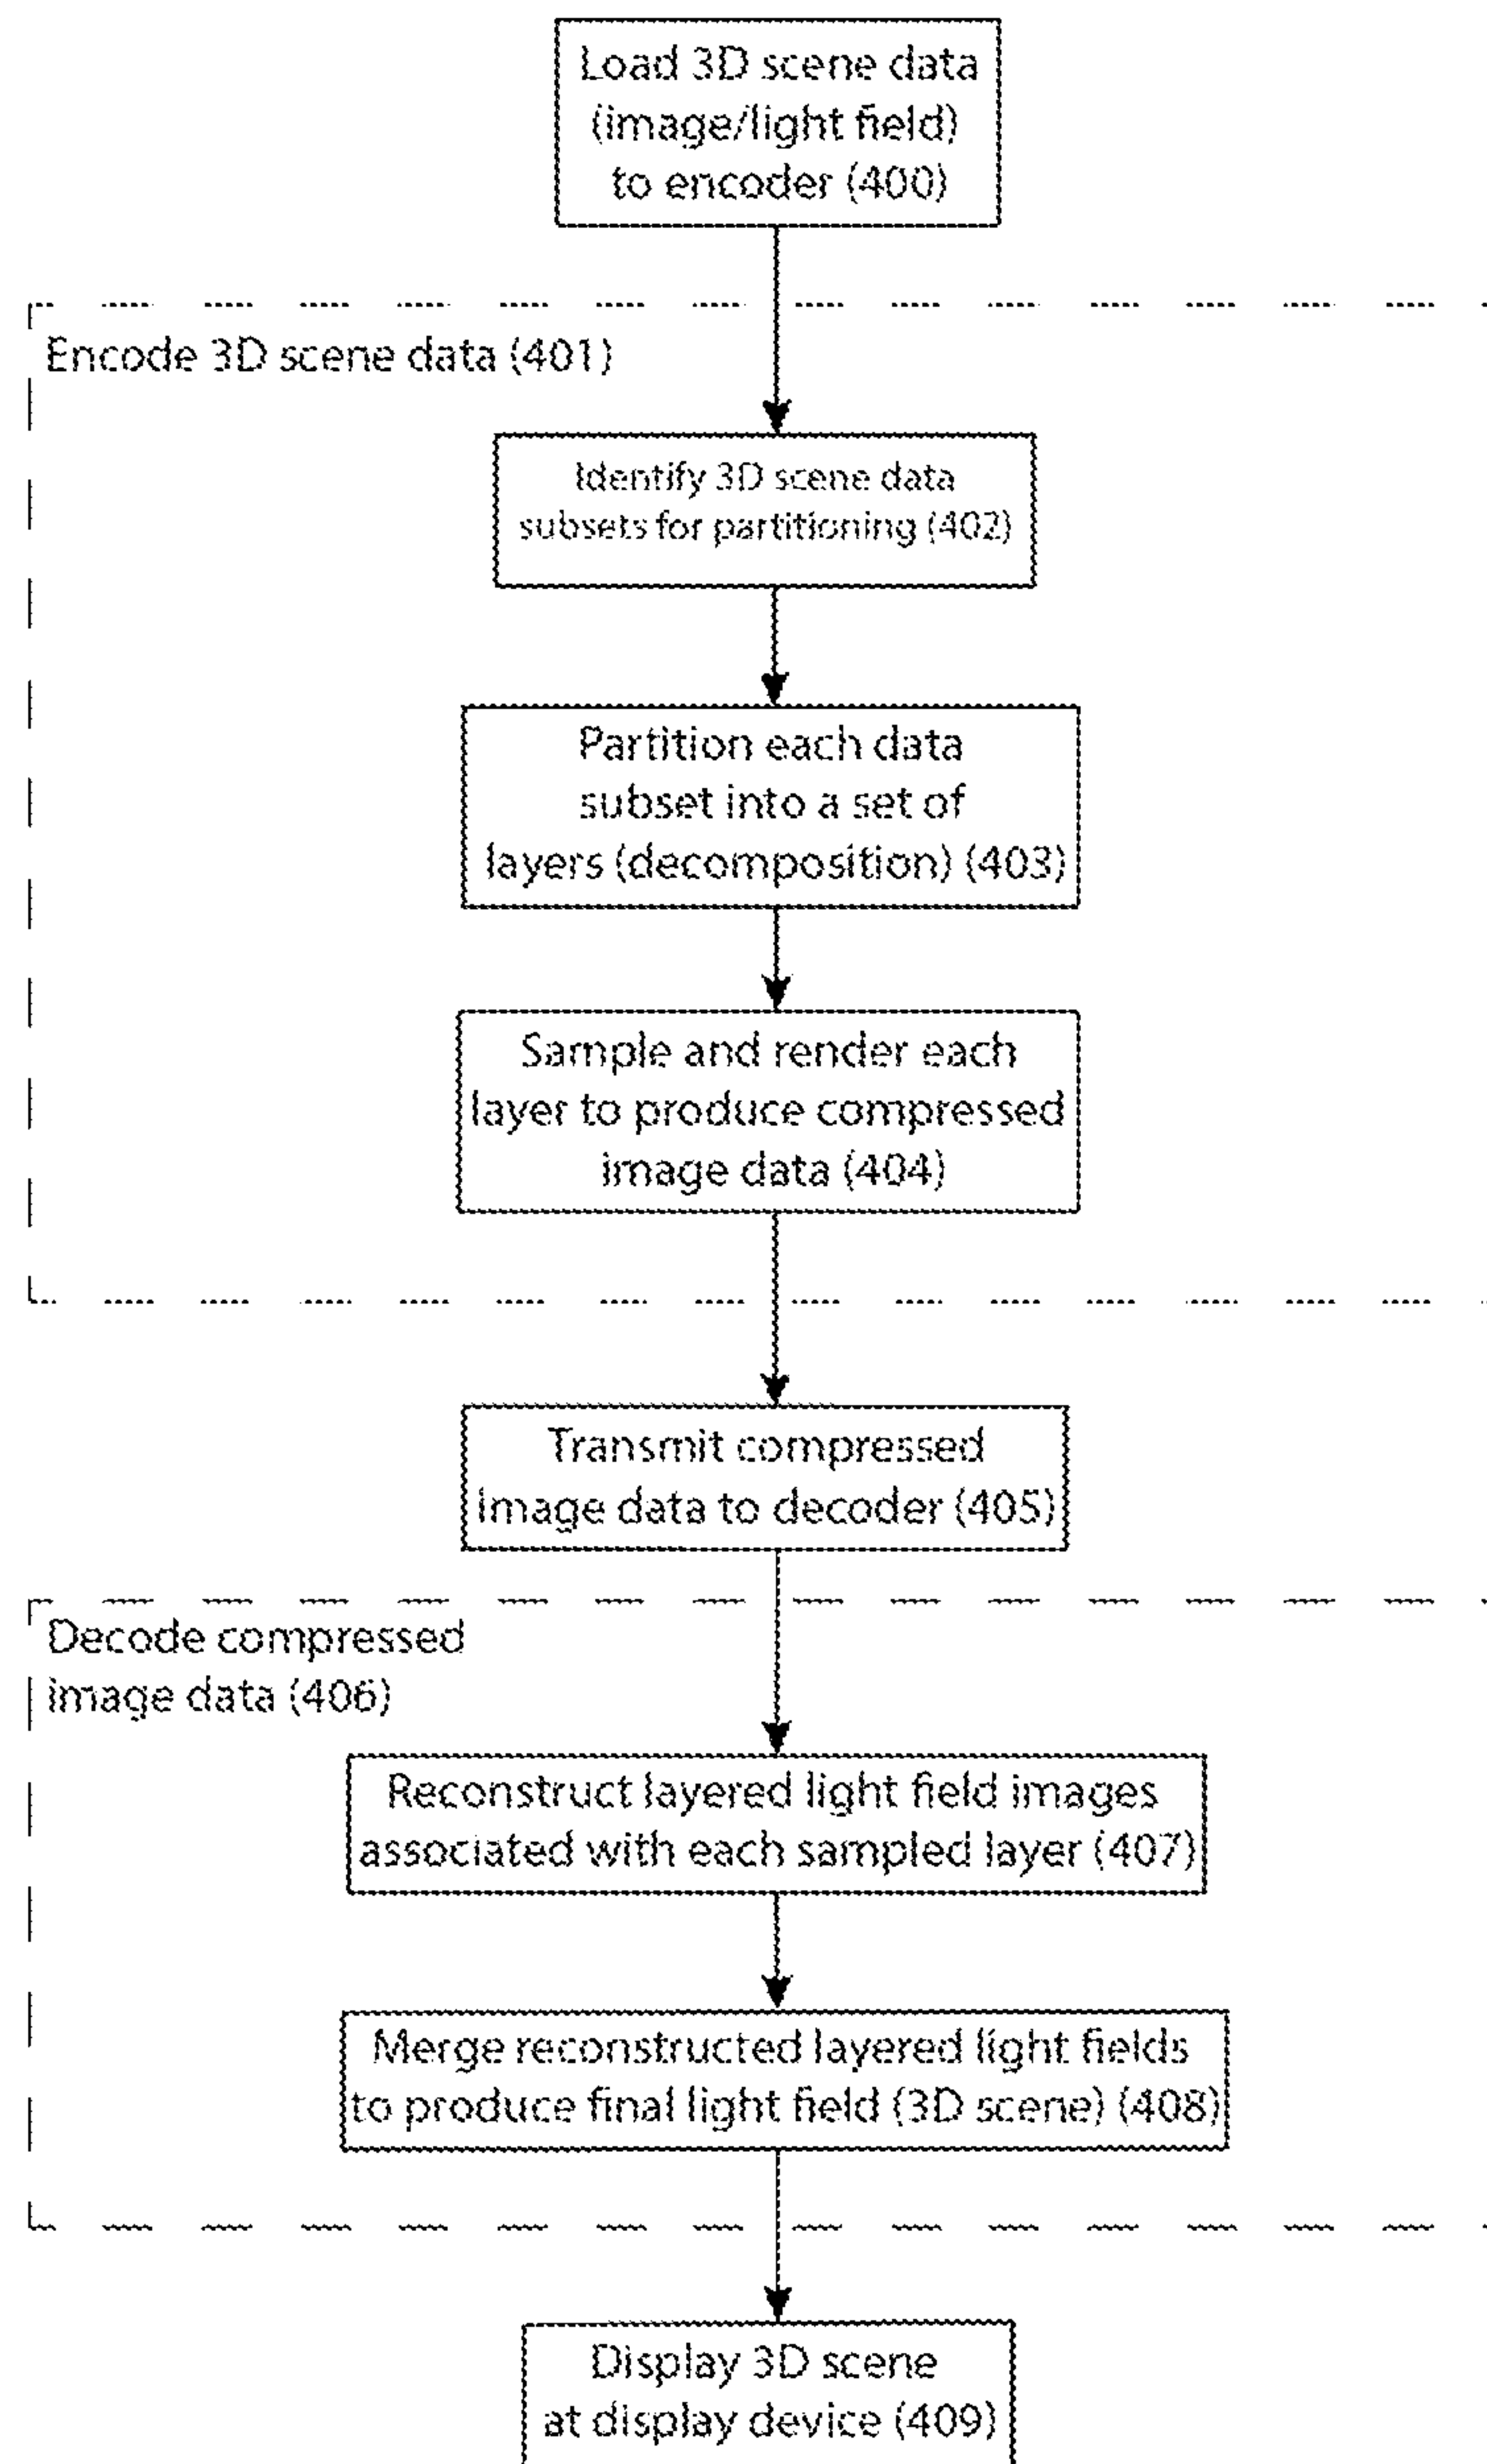 Load 3D scene data
(image/light field)
to encoder (400)
Encode 3D scene data (401)
Identify 3D scene data
subsets for partitioning (402)
Partition each data
subset into a set of
layers (decomposition) (403)
Sample and render each
layer to produce compressed
image data (404)
Transmit compressed
image data to decoder (405)
Decode compressed
image data (406)
Reconstruct layered light field images
associated with each sampled layer (407)
Merge reconstructed layered light fields
to produce final light field (3D scene) (408)
Display 3D scene
at display device (409)